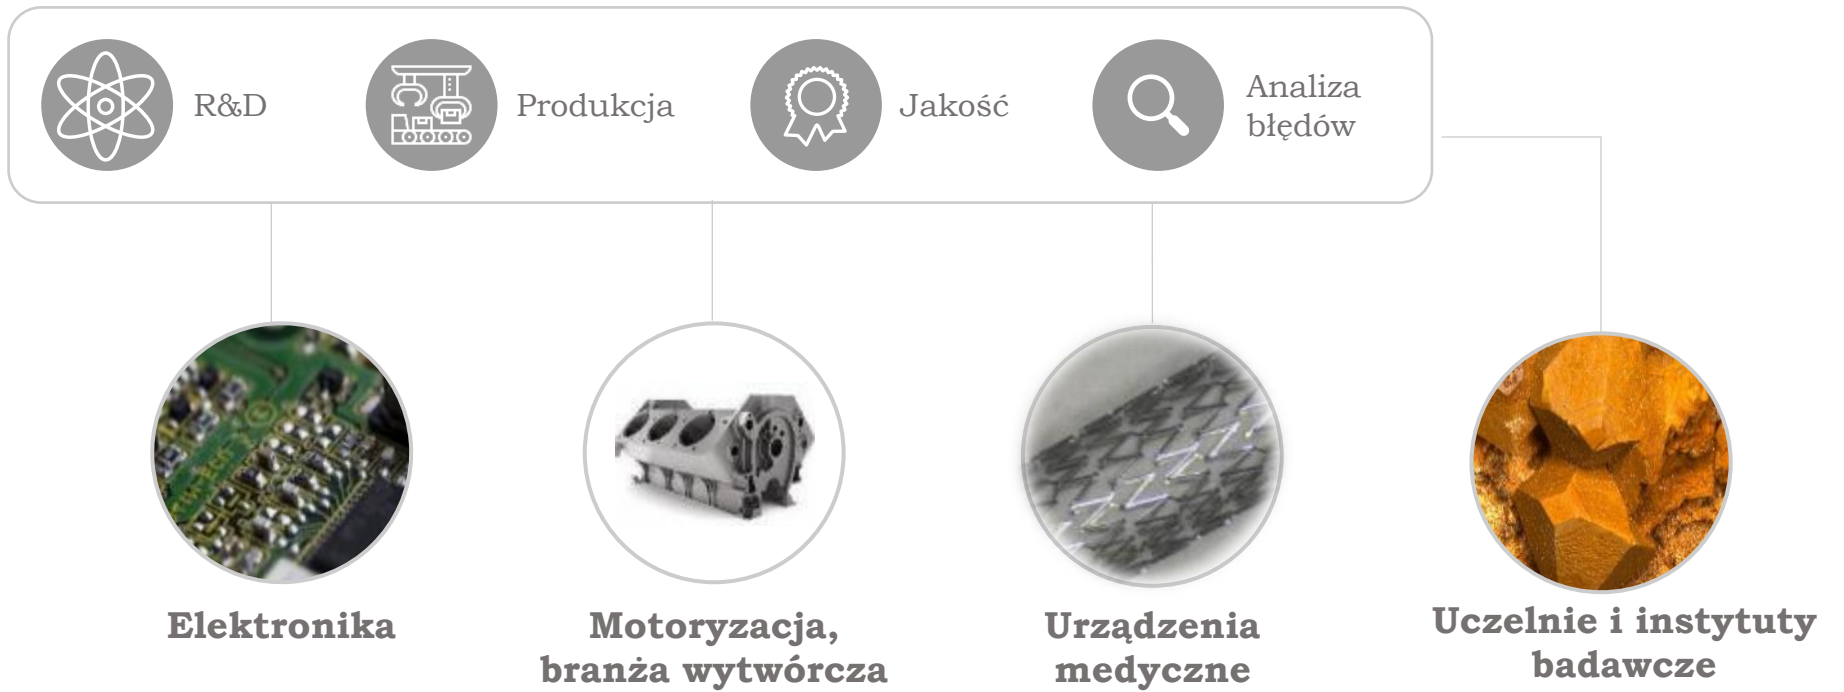 R&D
Produkcja
Jakość
Analiza
błędów
Elektronika
Motoryzacja,
branża wytwórcza
Urządzenia
medyczne
Uczelnie i instytuty
badawcze